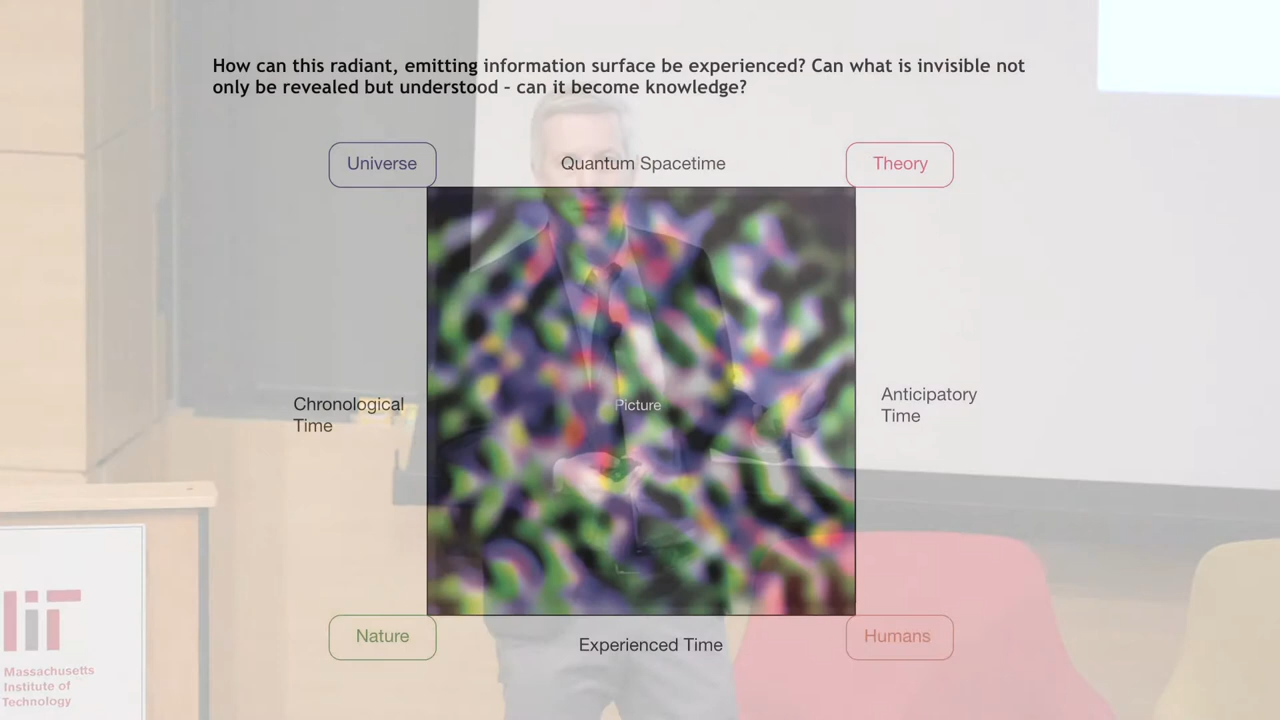 How can this radiant, emitting information surface be experienced? Can what is invisible not
only be revealed but understood – can it become knowledge?
Universe
Quantum Spacetime
Theory
Chronological
Time
Picture
Anticipatory
Time
Nature
Experienced Time
Humans
MIT
Massachusetts
Institute of
Technology